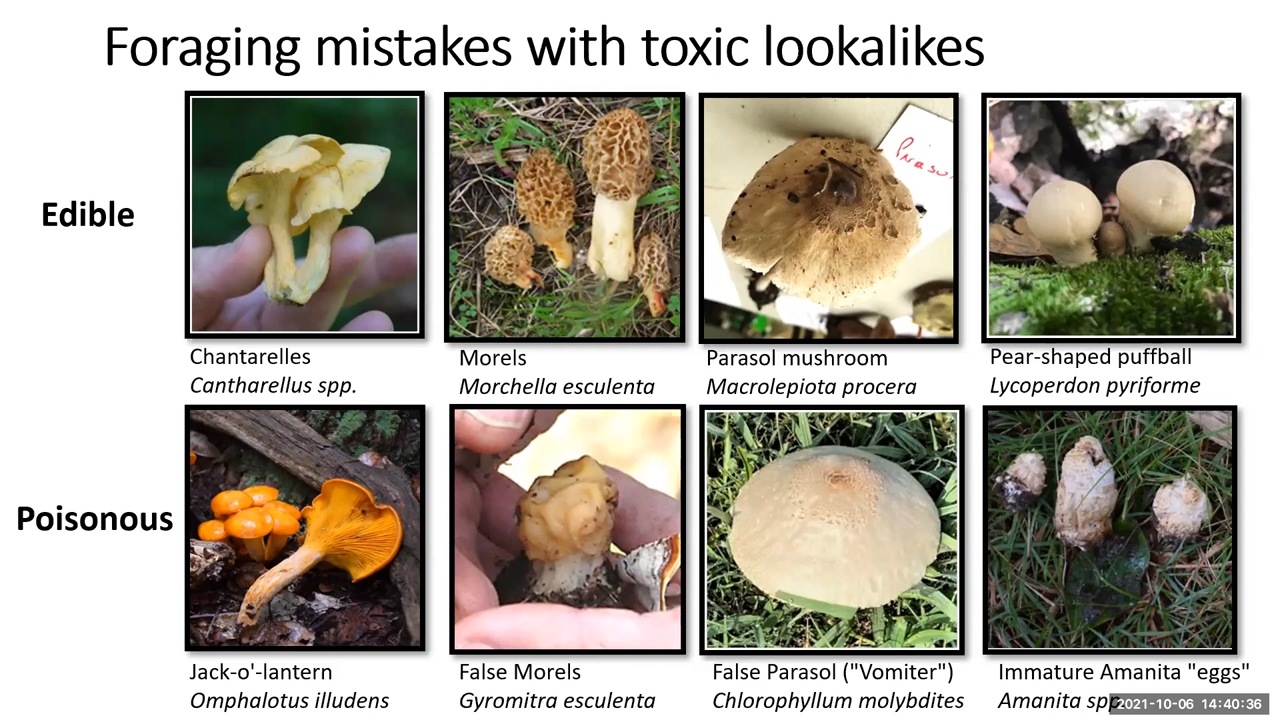 Foraging mistakes with toxic lookalikes
Edible
Chantarelles
Cantharellus spp.
Morels
Morchella esculenta
Parasol mushroom
Macrolepiota procera
Pear-shaped puffball
Lycoperdon pyriforme
Poisonous
Jack-o'-lantern
Omphalotus illudens
False Morels
Gyromitra esculenta
False Parasol ("Vomiter")
Chlorophyllum molybdites
Immature Amanita "eggs"
Amanita spp
2021-10-06 14:40:36